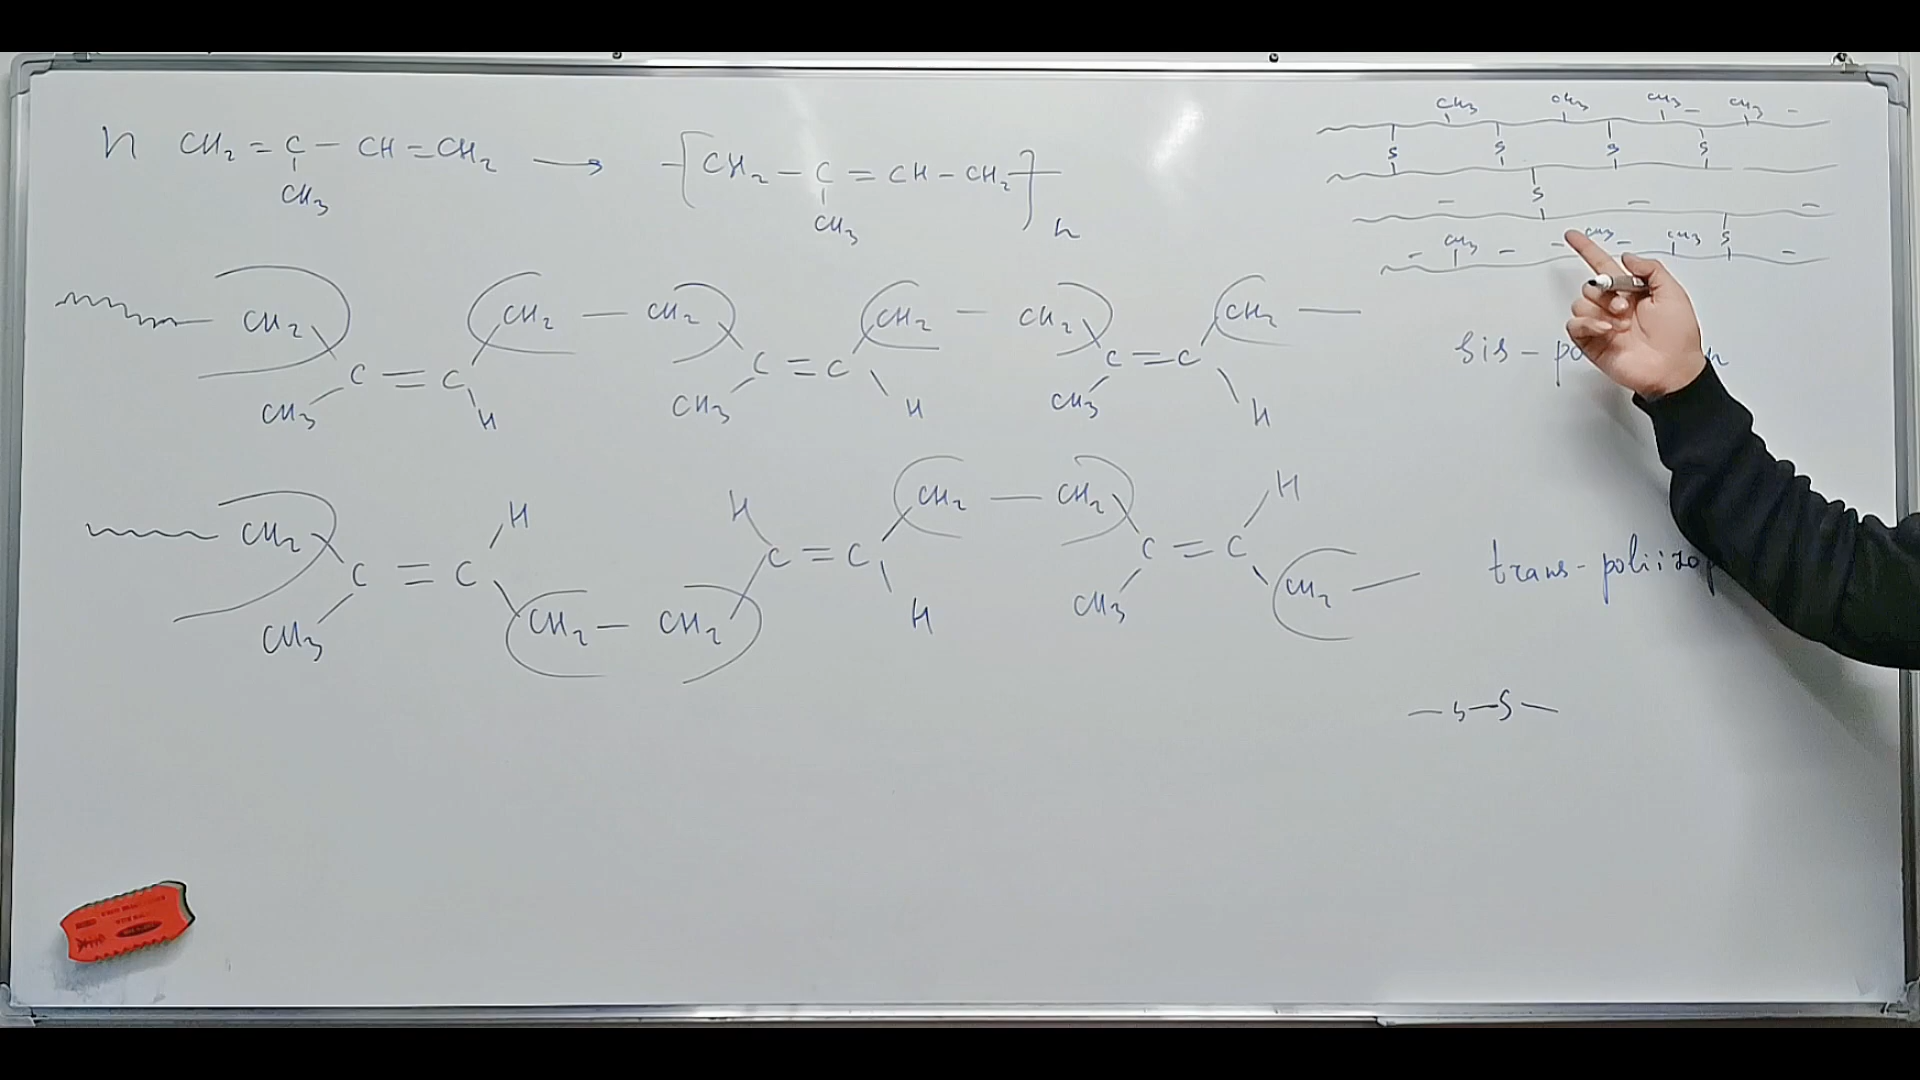 n CH₂ = C – CH = CH₂ → [CH₂ – C = CH – CH₂]n
CH₃ CH₃
CH₃ CH₃ CH₃ – CH₃ –
S S S S
S
– – –
– CH₃ – – CH₃ – CH₃ S –
CH₂ CH₂ – CH₂ CH₂ – CH₂ CH₂ –
C = C C = C C = C
CH₃ H CH₃ H CH₃ H
sis-
H H CH₂ – CH₂ H
CH₂
C = C C = C C = C
CH₃ CH₂ – CH₂ H CH₃ CH₂ –
trans-poliizop
– S – S –